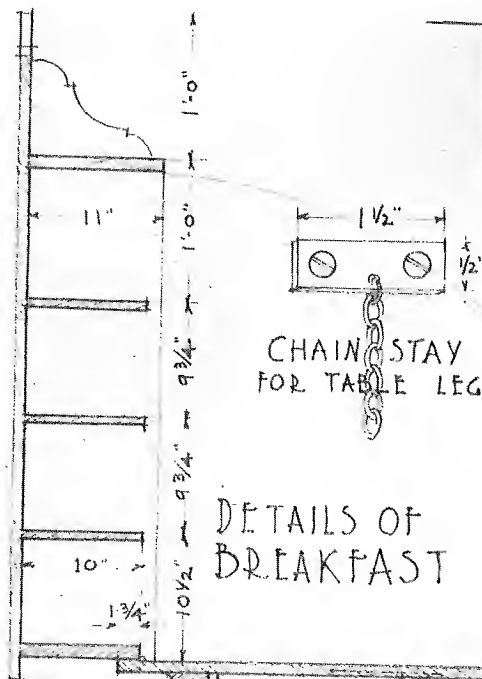 1'-0"
11"
1'-0"
1 1/2"
1/2"
9 3/4"
CHAIN STAY
FOR TABLE LEG
9 3/4"
DETAILS OF
BREAKFAST
10"
10 1/2"
1 3/4"